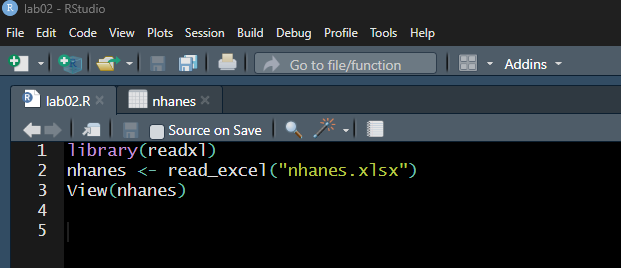 R lab02 - RStudio
File Edit Code View Plots Session Build Debug Profile Tools Help
Go to file/function Addins
lab02.R nhanes
Source on Save
1 library(readxl)
2 nhanes <- read_excel("nhanes.xlsx")
3 View(nhanes)
4
5